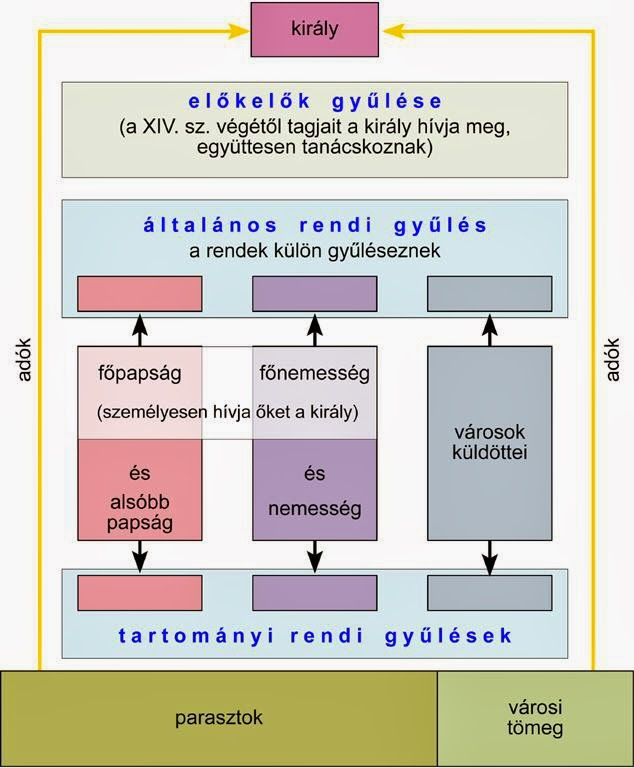 király
előkelők gyűlése
(a XIV. sz. végétől tagjait a király hívja meg,
együttesen tanácskoznak)
általános rendi gyűlés
a rendek külön gyűléseznek
adók
adók
főpapság
főnemesség
(személyesen hívja őket a király)
városok
küldöttei
és
alsóbb
papság
és
nemesség
tartományi rendi gyűlések
parasztok
városi
tömeg